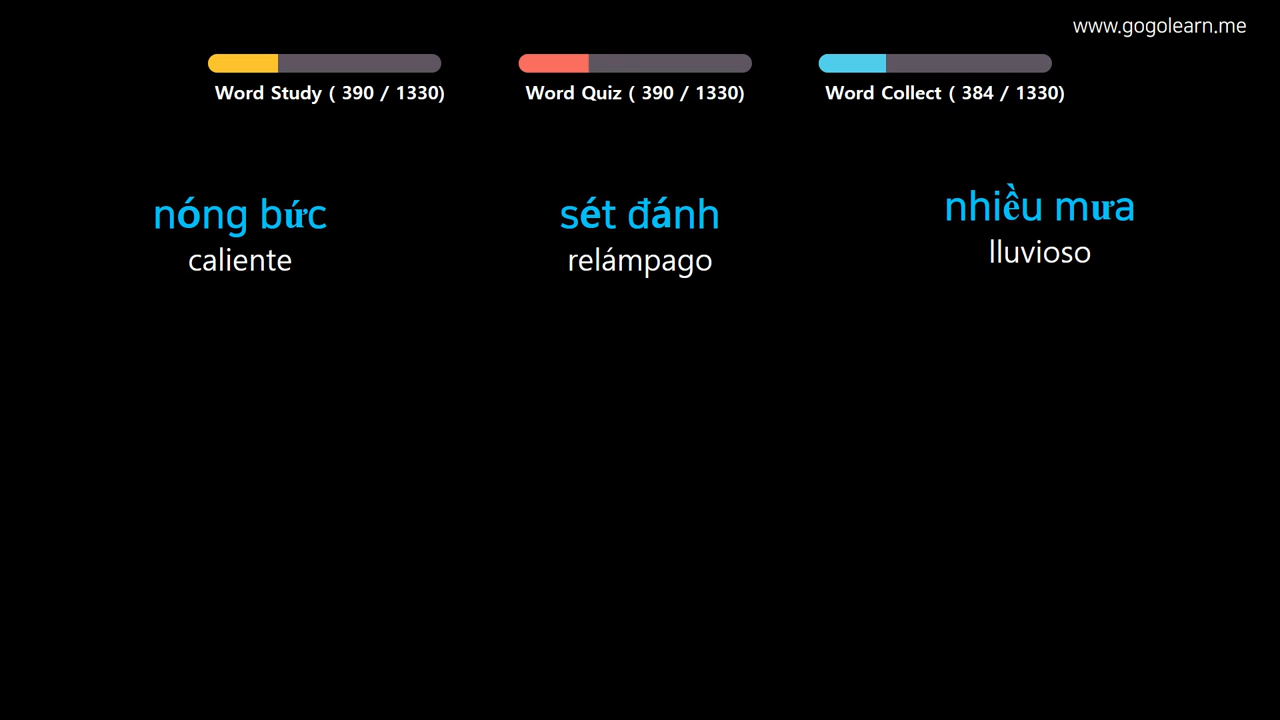 www.gogolearn.me
Word Study ( 390 / 1330)
Word Quiz ( 390 / 1330)
Word Collect ( 384 / 1330)
nóng bức
caliente
sét đánh
relámpago
nhiều mưa
lluvioso